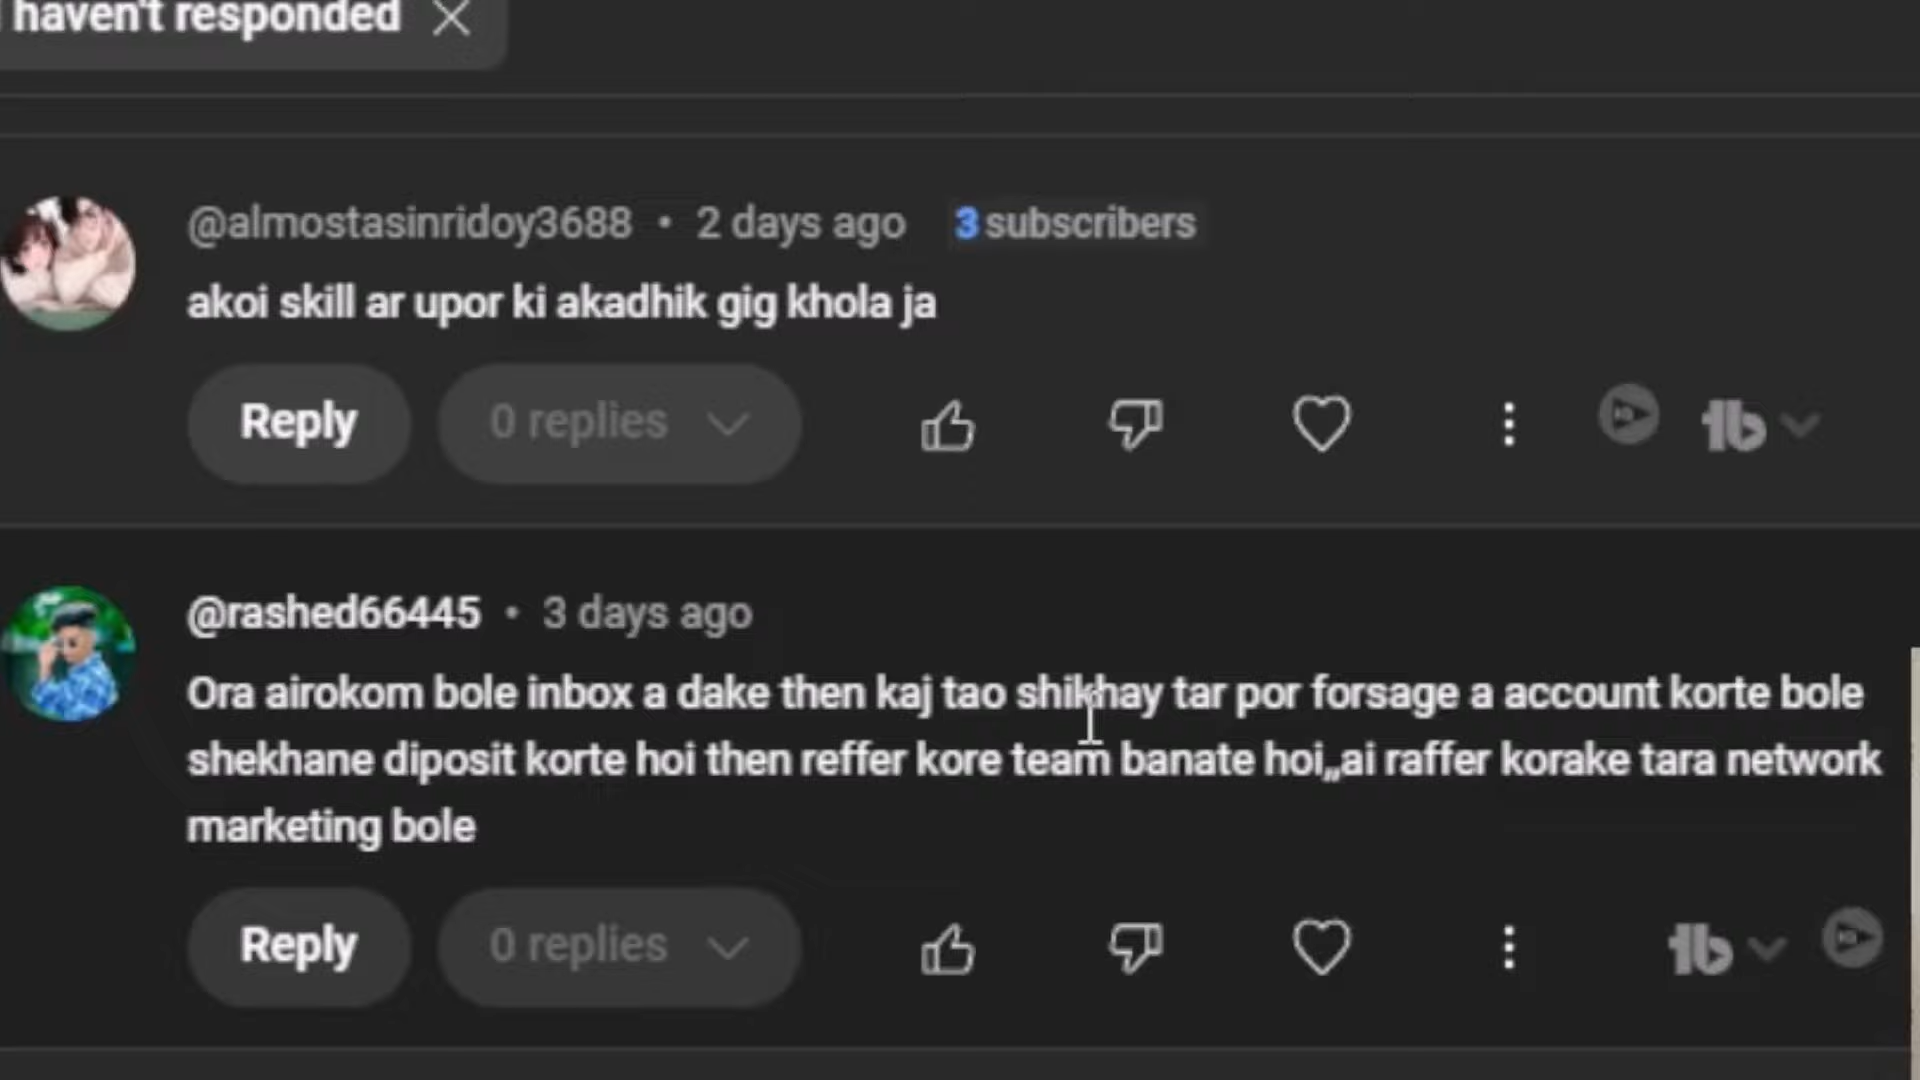 haven't responded
@almostasinridoy3688 • 2 days ago 3 subscribers
akoi skill ar upor ki akadhik gig khola ja
Reply 0 replies
@rashed66445 • 3 days ago
Ora airokom bole inbox a dake then kaj tao shikhay tar por forsage a account korte bole
shekhane diposit korte hoi then reffer kore team banate hoi,,ai raffer korake tara network
marketing bole
Reply 0 replies